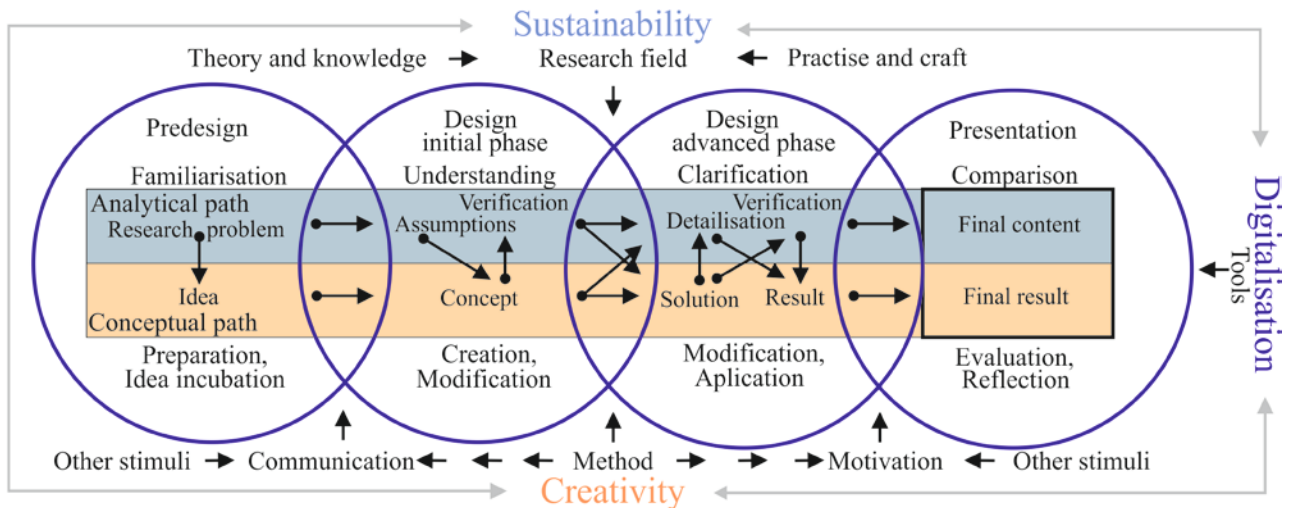 Sustainability
Theory and knowledge Research field Practise and craft
Predesign
Design
initial phase
Design
advanced phase
Presentation
Familiarisation
Understanding
Clarification
Comparison
Analytical path
Research problem
Verification
Assumptions
Verification
Detailisation
Final content
Idea
Conceptual path
Concept
Solution
Result
Final result
Preparation,
Idea incubation
Creation,
Modification
Modification,
Aplication
Evaluation,
Reflection
Digitalisation
Tools
Other stimuli Communication Method Motivation Other stimuli
Creativity